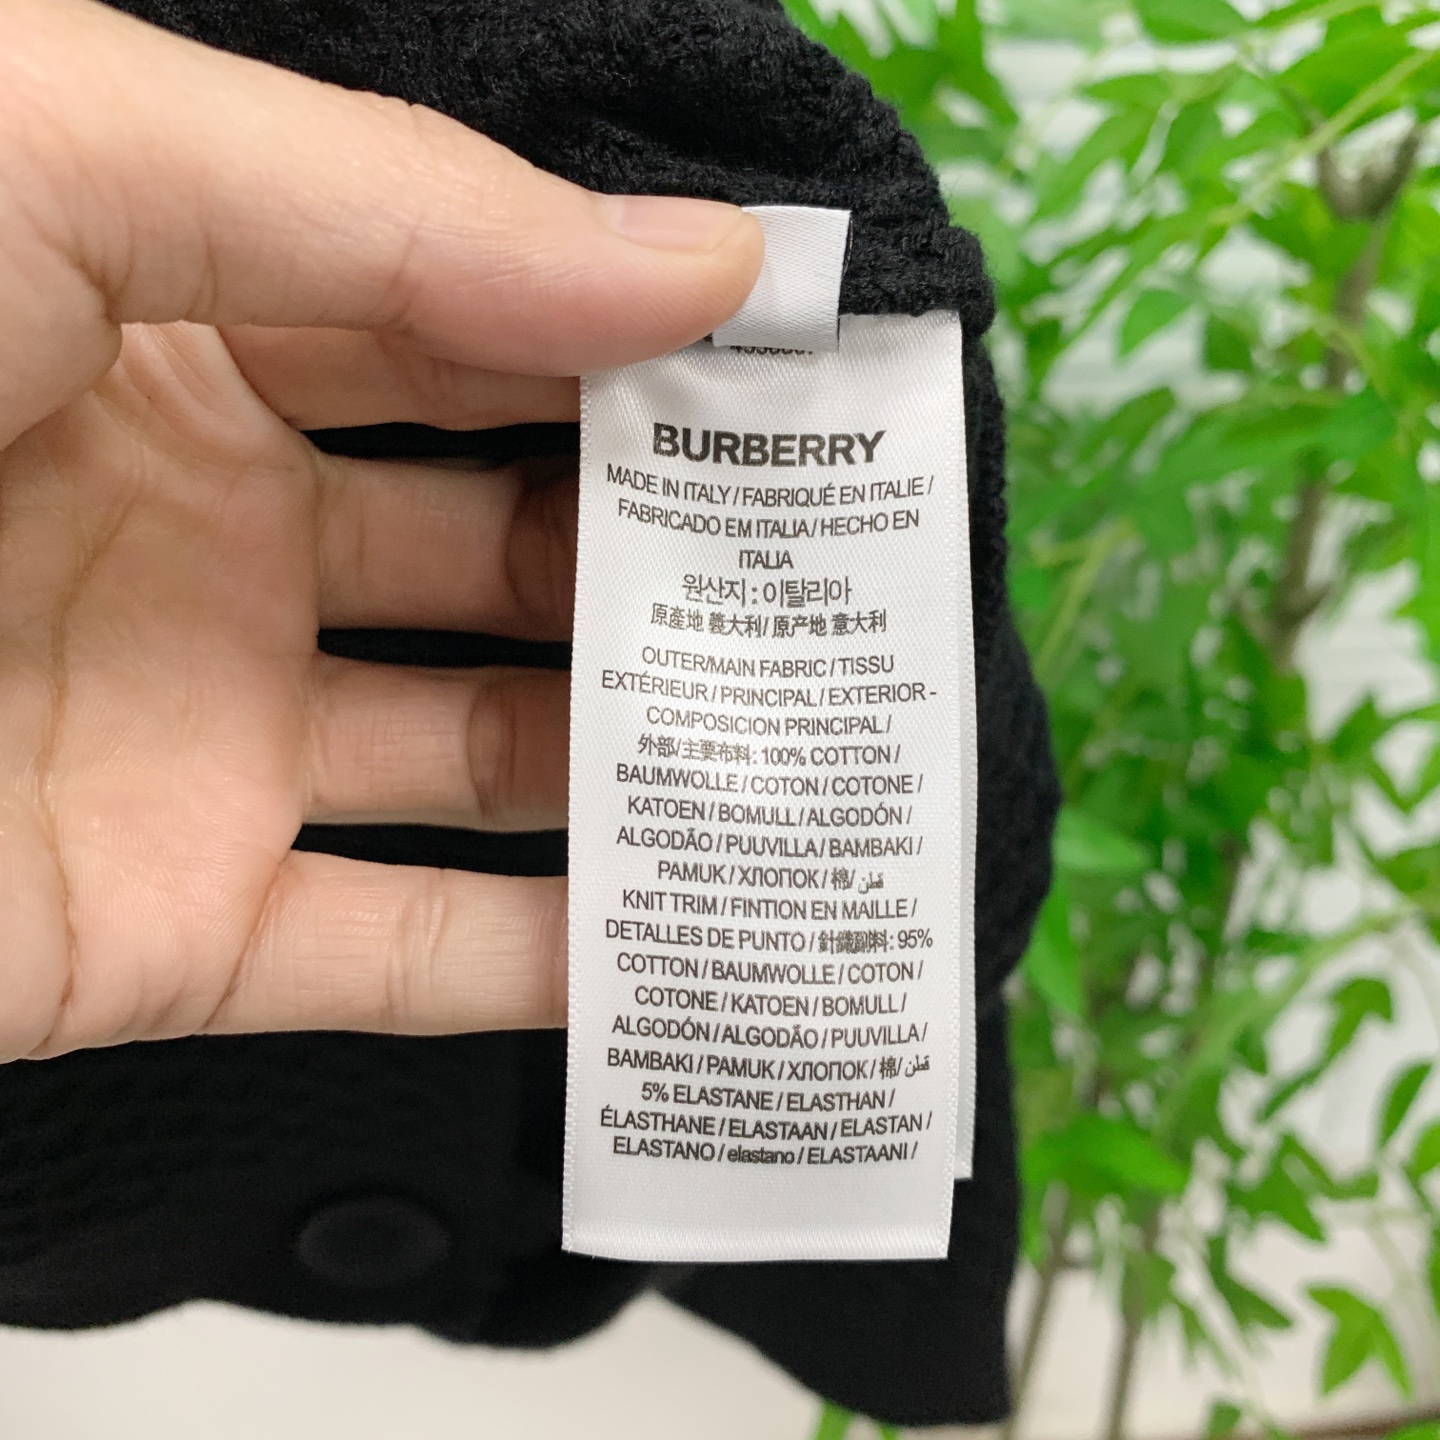 BURBERRY
MADE IN ITALY / FABRIQUÉ EN ITALIE /
FABRICADO EM ITALIA / HECHO EN
ITALIA
원산지 : 이탈리아
原產地 義大利 / 原产地 意大利
OUTER/MAIN FABRIC / TISSU
EXTÉRIEUR / PRINCIPAL / EXTERIOR -
COMPOSICION PRINCIPAL /
外部/主要布料: 100% COTTON /
BAUMWOLLE / COTON / COTONE /
KATOEN / BOMULL / ALGODÓN /
ALGODÃO / PUUVILLA / BAMBAKI /
PAMUK / ХЛОПОК / 棉/ قطن
KNIT TRIM / FINTION EN MAILLE /
DETALLES DE PUNTO / 針織副料: 95%
COTTON / BAUMWOLLE / COTON /
COTONE / KATOEN / BOMULL /
ALGODÓN / ALGODÃO / PUUVILLA /
BAMBAKI / PAMUK / ХЛОПОК / 棉/ قطن
5% ELASTANE / ELASTHAN /
ÉLASTHANE / ELASTAAN / ELASTAN /
ELASTANO / elastano / ELASTAANI /